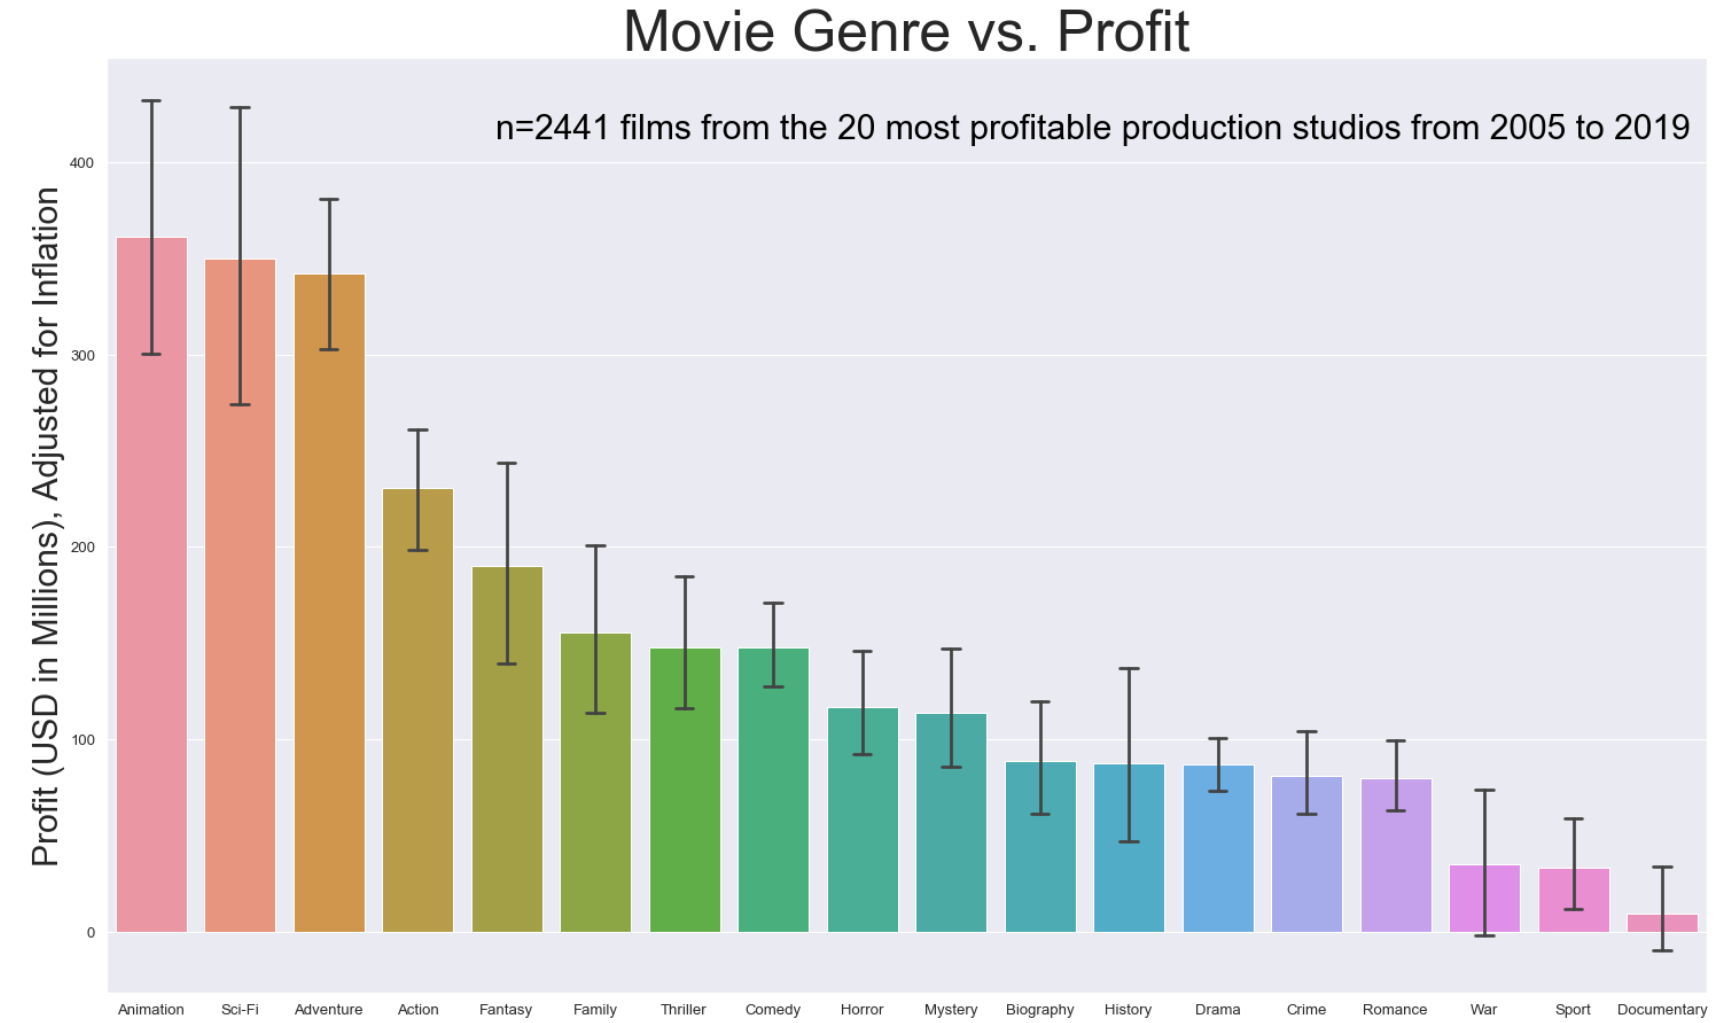 Movie Genre vs. Profit
n=2441 films from the 20 most profitable production studios from 2005 to 2019
Profit (USD in Millions), Adjusted for Inflation
400
300
200
100
0
Animation Sci-Fi Adventure Action Fantasy Family Thriller Comedy Horror Mystery Biography History Drama Crime Romance War Sport Documentary